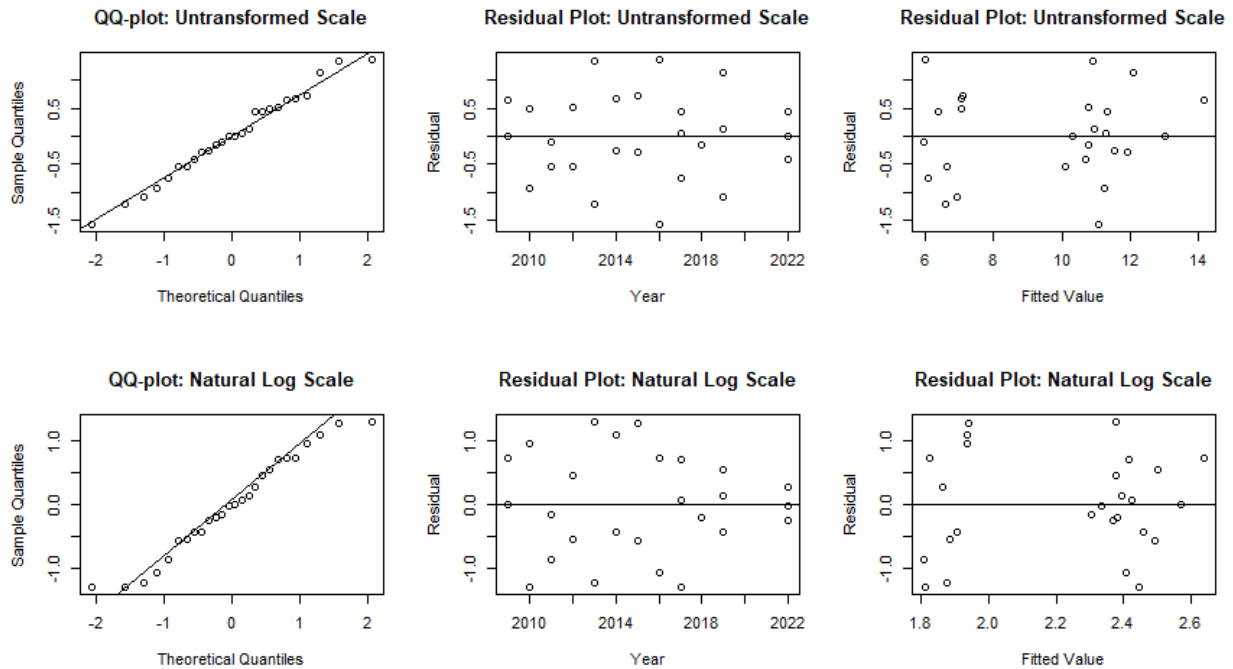 QQ-plot: Untransformed Scale
Sample Quantiles
0.5
-0.5
-1.5
-2 -1 0 1 2
Theoretical Quantiles
Residual Plot: Untransformed Scale
Residual
0.5
-0.5
-1.5
2010 2014 2018 2022
Year
Residual Plot: Untransformed Scale
Residual
0.5
-0.5
-1.5
6 8 10 12 14
Fitted Value
QQ-plot: Natural Log Scale
Sample Quantiles
1.0
0.0
-1.0
-2 -1 0 1 2
Theoretical Quantiles
Residual Plot: Natural Log Scale
Residual
1.0
0.0
-1.0
2010 2014 2018 2022
Year
Residual Plot: Natural Log Scale
Residual
1.0
0.0
-1.0
1.8 2.0 2.2 2.4 2.6
Fitted Value